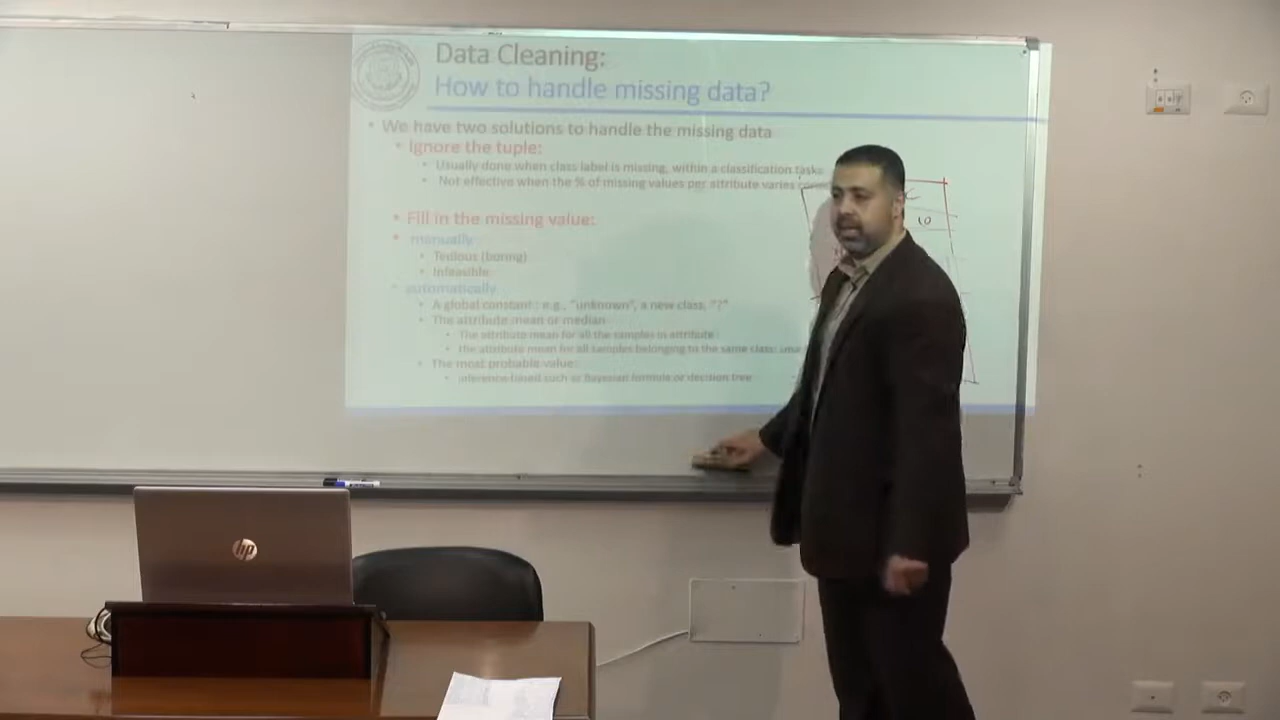 Data Cleaning:
How to handle missing data?
• We have two solutions to handle the missing data
• Ignore the tuple:
• Usually done when class label is missing, within a classification task
• Not effective when the % of missing values per attribute varies
• Fill in the missing value:
• manually
• Tedious (boring)
• Infeasible
• automatically
• A global constant : e.g., "unknown", a new class, "?"
• The attribute mean or median
• The attribute mean for all the samples in attribute
• the attribute mean for all samples belonging to the same class:
• The most probable value:
• inference-based such as Bayesian formula or decision tree
10
hp